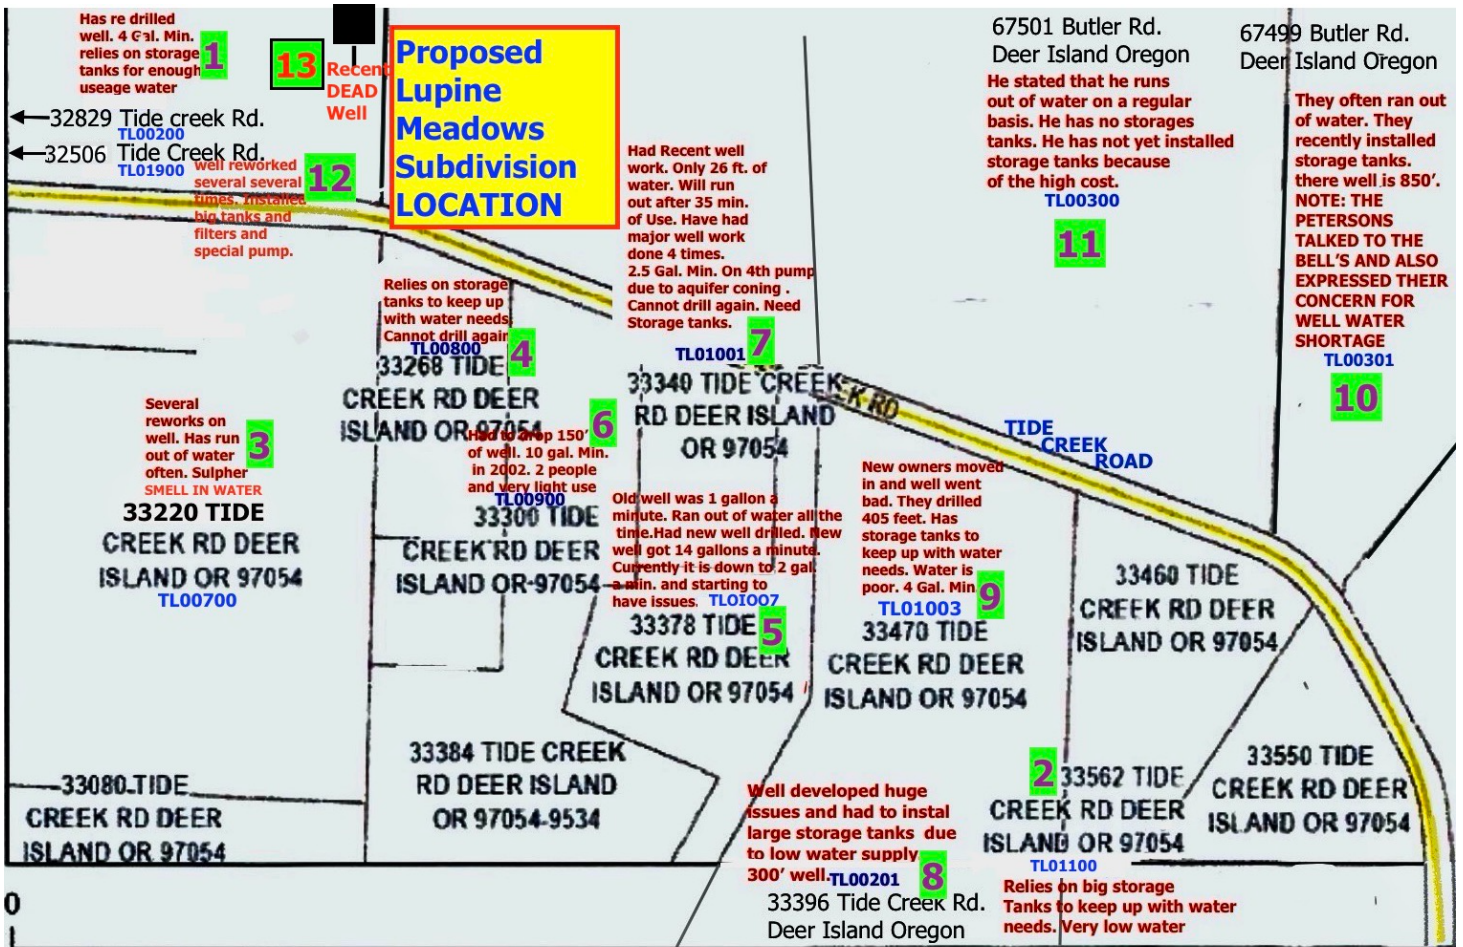 Has re drilled
well. 4 Gal. Min.
relies on storage
tanks for enough
useage water
1
32829 Tide creek Rd.
TL00200
32506 Tide Creek Rd.
TL01900
13
Recent
DEAD
Well
well reworked
several several
times. Installed
big tanks and
filters and
special pump.
12
Proposed
Lupine
Meadows
Subdivision
LOCATION
Had Recent well
work. Only 26 ft. of
water. Will run
out after 35 min.
of Use. Have had
major well work
done 4 times.
2.5 Gal. Min. On 4th pump
due to aquifer coning .
Cannot drill again. Need
Storage tanks.
TL01001
7
33340 TIDE CREEK
RD DEER ISLAND
OR 97054
67501 Butler Rd.
Deer Island Oregon
He stated that he runs
out of water on a regular
basis. He has no storages
tanks. He has not yet installed
storage tanks because
of the high cost.
TL00300
11
67499 Butler Rd.
Deer Island Oregon
They often ran out
of water. They
recently installed
storage tanks.
there well is 850'.
NOTE: THE
PETERSONS
TALKED TO THE
BELL'S AND ALSO
EXPRESSED THEIR
CONCERN FOR
WELL WATER
SHORTAGE
TL00301
10
Relies on storage
tanks to keep up
with water needs
Cannot drill again
TL00800
4
33268 TIDE
CREEK RD DEER
ISLAND OR 97054
Several
reworks on
well. Has run
out of water
often. Sulpher
SMELL IN WATER
3
33220 TIDE
CREEK RD DEER
ISLAND OR 97054
TL00700
Had to drop 150'
of well. 10 gal. Min.
in 2002. 2 people
and very light use
TL00900
6
33300 TIDE
CREEK RD DEER
ISLAND OR 97054
EK RD
TIDE
CREEK
ROAD
Old well was 1 gallon a
minute. Ran out of water all the
time.Had new well drilled. New
well got 14 gallons a minute.
Currently it is down to 2 gal.
a min. and starting to
have issues.
TLOIOO7
5
33378 TIDE
CREEK RD DEER
ISLAND OR 97054
New owners moved
in and well went
bad. They drilled
405 feet. Has
storage tanks to
keep up with water
needs. Water is
poor. 4 Gal. Min
TL01003
9
33470 TIDE
CREEK RD DEER
ISLAND OR 97054
33460 TIDE
CREEK RD DEER
ISLAND OR 97054
33080 TIDE
CREEK RD DEER
ISLAND OR 97054
33384 TIDE CREEK
RD DEER ISLAND
OR 97054-9534
Well developed huge
issues and had to instal
large storage tanks due
to low water supply.
300' well.
TL00201
8
33396 Tide Creek Rd.
Deer Island Oregon
2
33562 TIDE
CREEK RD DEER
ISLAND OR 97054
TL01100
Relies on big storage
Tanks to keep up with water
needs. Very low water
33550 TIDE
CREEK RD DEER
ISLAND OR 97054
0